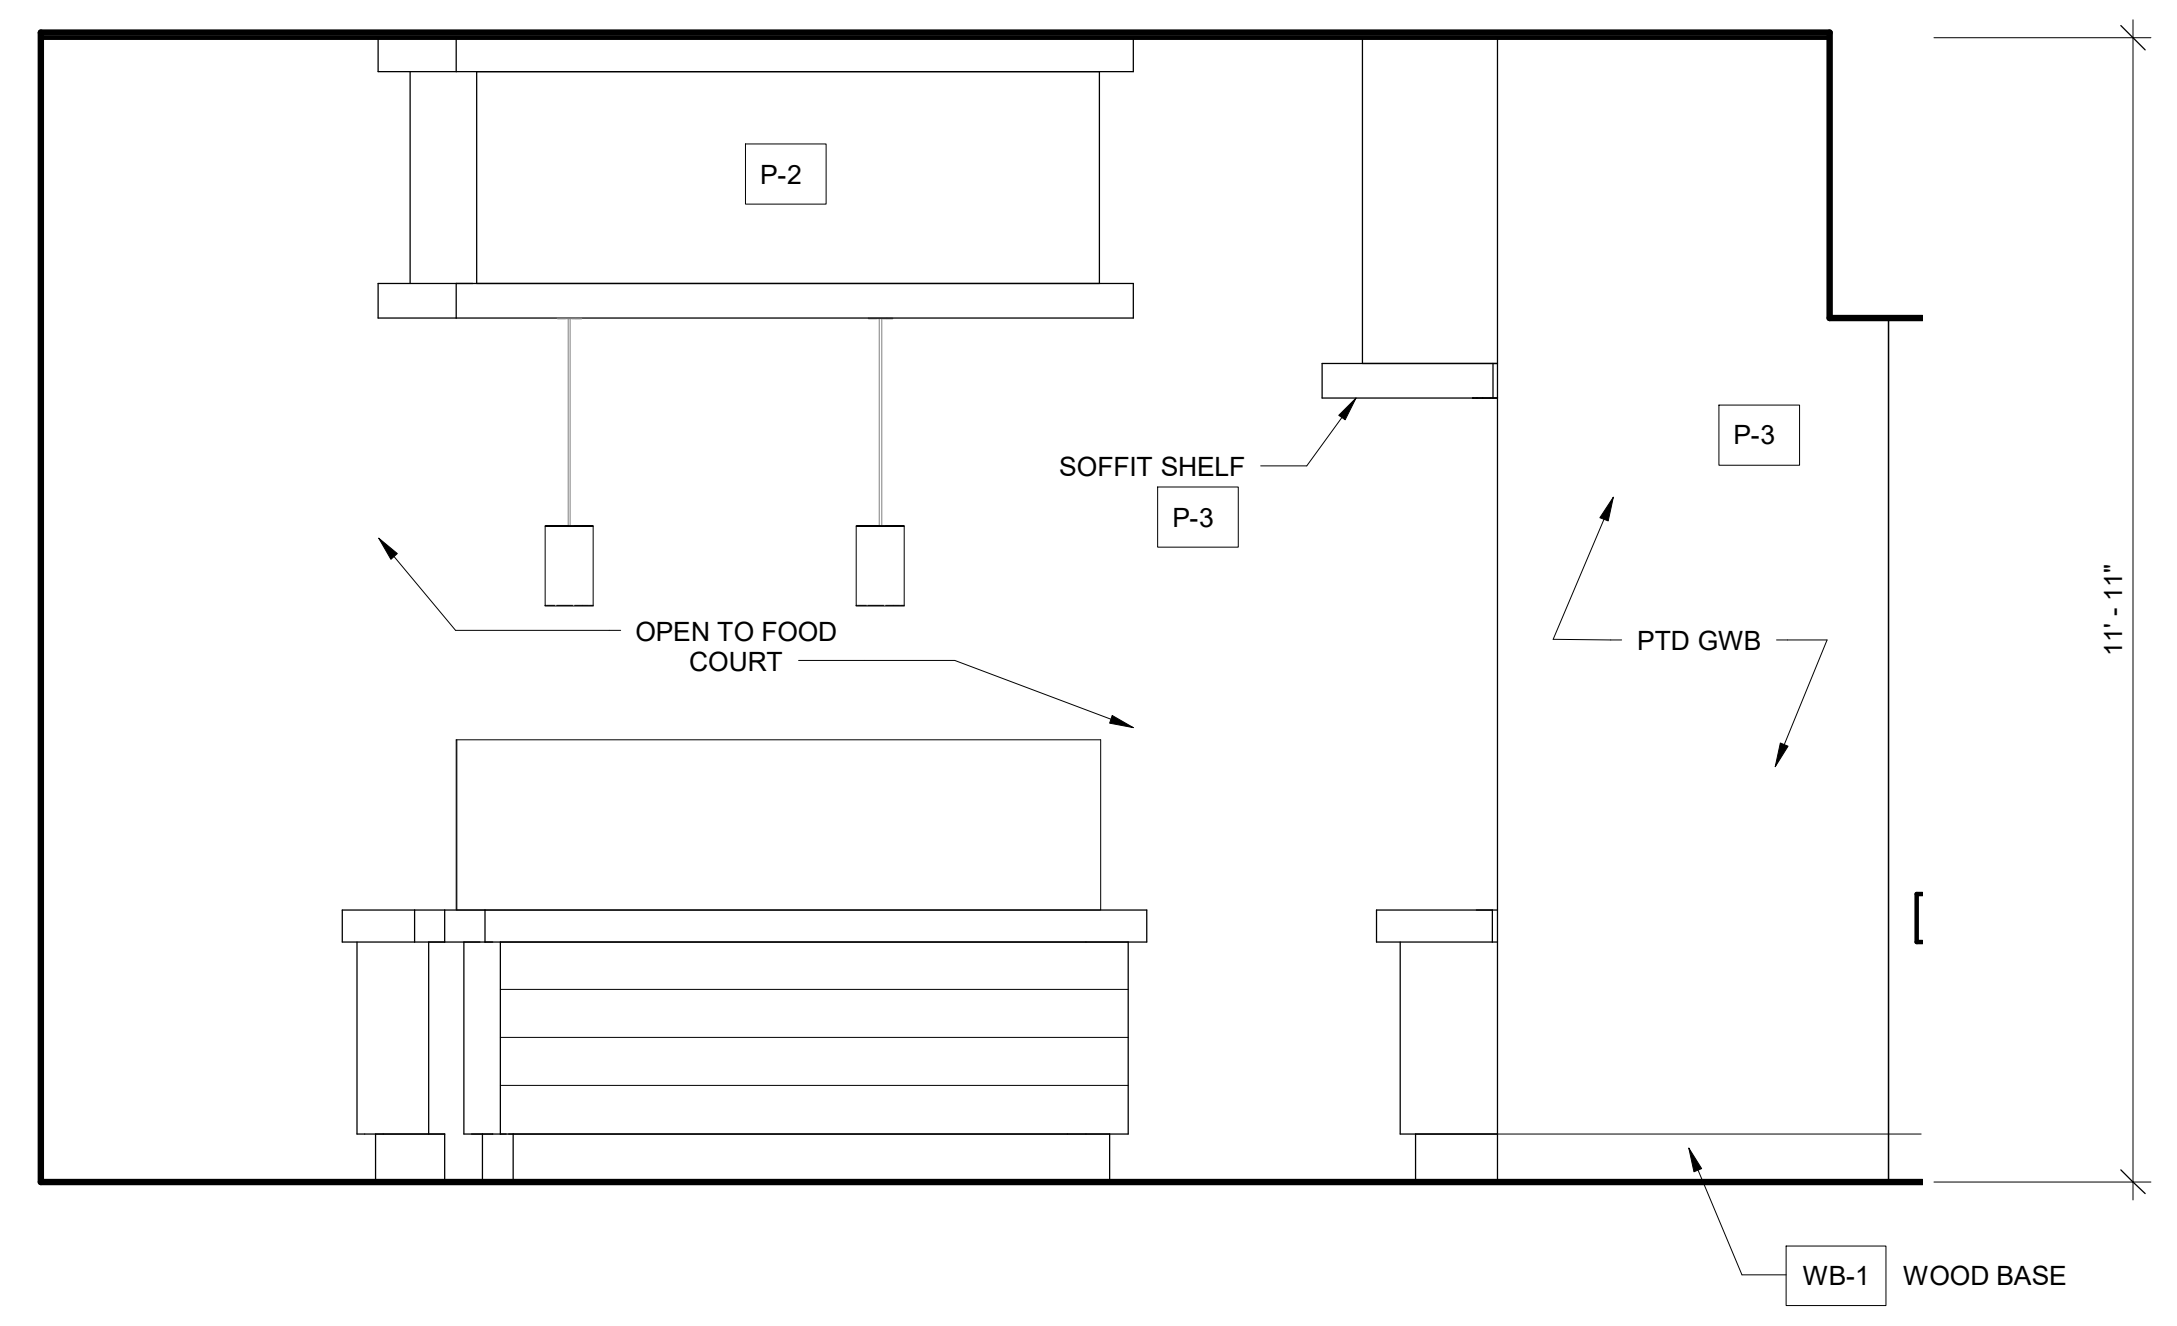 P-2
P-3
SOFFIT SHELF
P-3
11' - 11"
OPEN TO FOOD
COURT
PTD GWB
WB-1 WOOD BASE